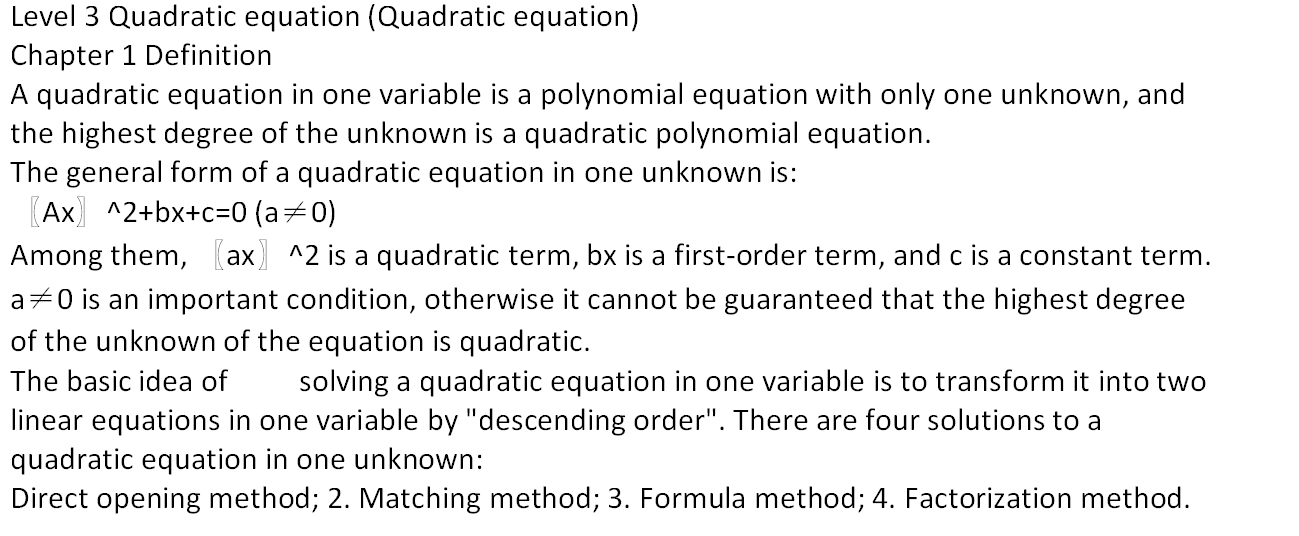 Level 3 Quadratic equation (Quadratic equation)
Chapter 1 Definition
A quadratic equation in one variable is a polynomial equation with only one unknown, and
the highest degree of the unknown is a quadratic polynomial equation.
The general form of a quadratic equation in one unknown is:
〖Ax〗 ^2+bx+c=0 (a≠0)
Among them, 〖ax〗 ^2 is a quadratic term, bx is a first-order term, and c is a constant term.
a≠0 is an important condition, otherwise it cannot be guaranteed that the highest degree
of the unknown of the equation is quadratic.
The basic idea of solving a quadratic equation in one variable is to transform it into two
linear equations in one variable by "descending order". There are four solutions to a
quadratic equation in one unknown:
Direct opening method; 2. Matching method; 3. Formula method; 4. Factorization method.